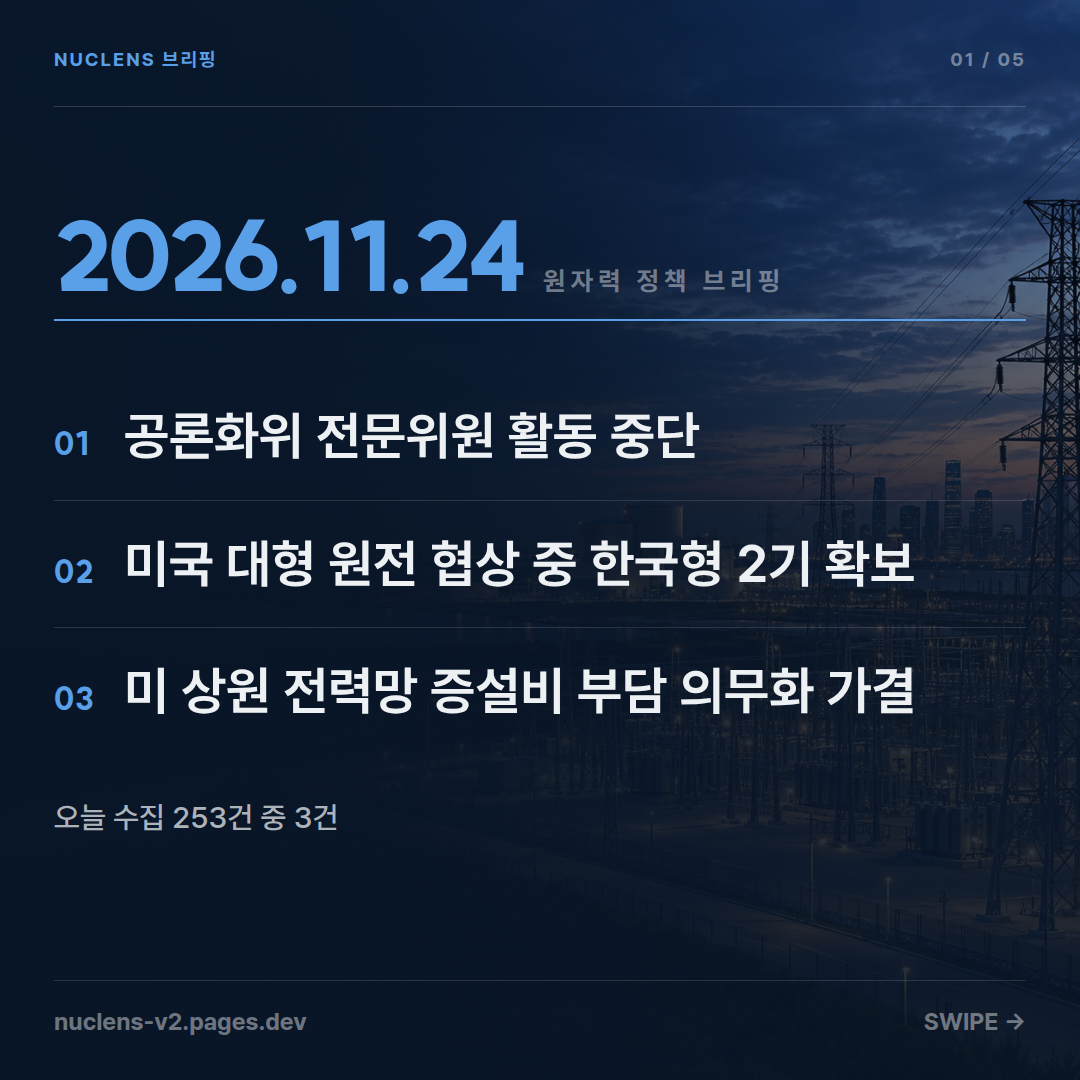 NUCLENS 브리핑
01 / 05
2026.11.24 원자력 정책 브리핑
01 공론화위 전문위원 활동 중단
02 미국 대형 원전 협상 중 한국형 2기 확보
03 미 상원 전력망 증설비 부담 의무화 가결
오늘 수집 253건 중 3건
nuclens-v2.pages.dev
SWIPE →